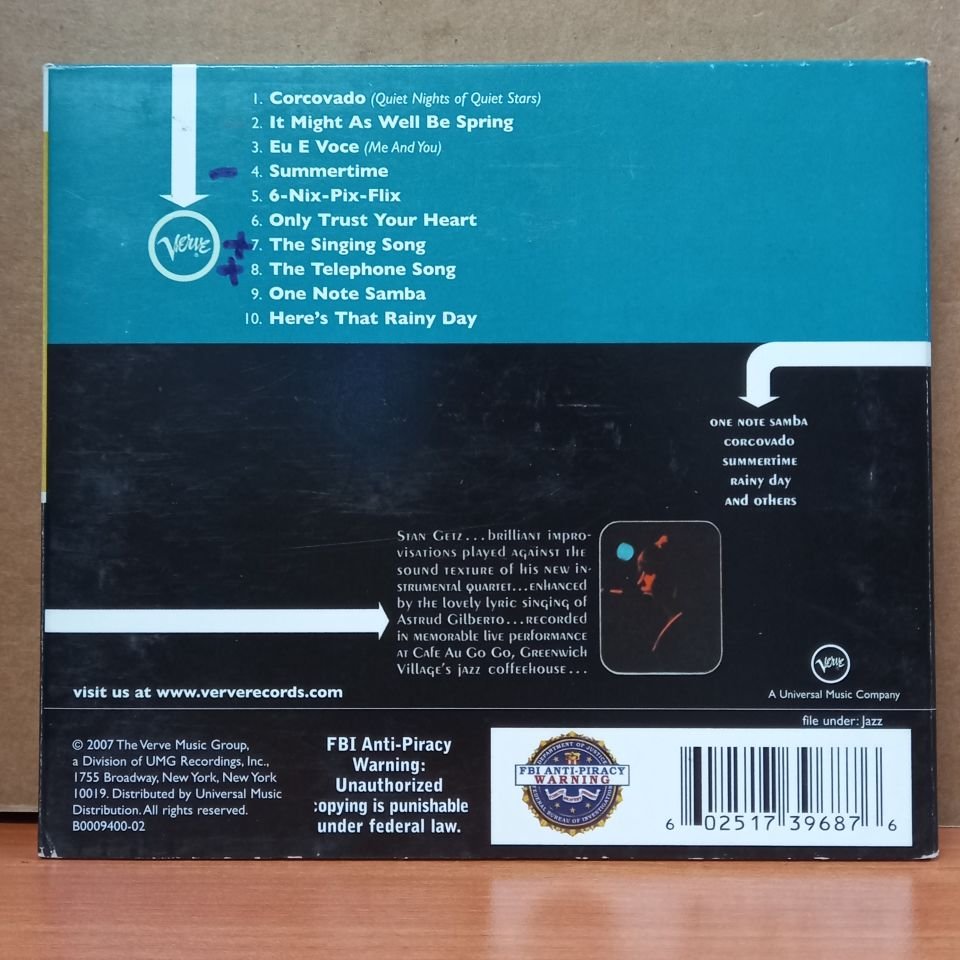 1. Corcovado (Quiet Nights of Quiet Stars)
2. It Might As Well Be Spring
3. Eu E Voce (Me And You)
- 4. Summertime
5. 6-Nix-Pix-Flix
6. Only Trust Your Heart
Verve
+ 7. The Singing Song
+ 8. The Telephone Song
9. One Note Samba
10. Here's That Rainy Day
ONE NOTE SAMBA
CORCOVADO
SUMMERTIME
RAINY DAY
AND OTHERS
STAN GETZ...BRILLIANT IMPRO-
VISATIONS PLAYED AGAINST THE
SOUND TEXTURE OF HIS NEW IN-
STRUMENTAL QUARTET...ENHANCED
BY THE LOVELY LYRIC SINGING OF
ASTRUD GILBERTO...RECORDED
IN MEMORABLE LIVE PERFORMANCE
AT CAFE AU GO GO, GREENWICH
VILLAGE'S JAZZ COFFEEHOUSE...
visit us at www.ververecords.com
Verve
A Universal Music Company
file under: Jazz
© 2007 The Verve Music Group,
a Division of UMG Recordings, Inc.,
1755 Broadway, New York, New York
10019. Distributed by Universal Music
Distribution. All rights reserved.
B0009400-02
FBI Anti-Piracy
Warning:
Unauthorized
copying is punishable
under federal law.
DEPARTMENT OF JUSTICE
FBI ANTI-PIRACY
WARNING
FEDERAL BUREAU OF INVESTIGATION
6 02517 39687 6